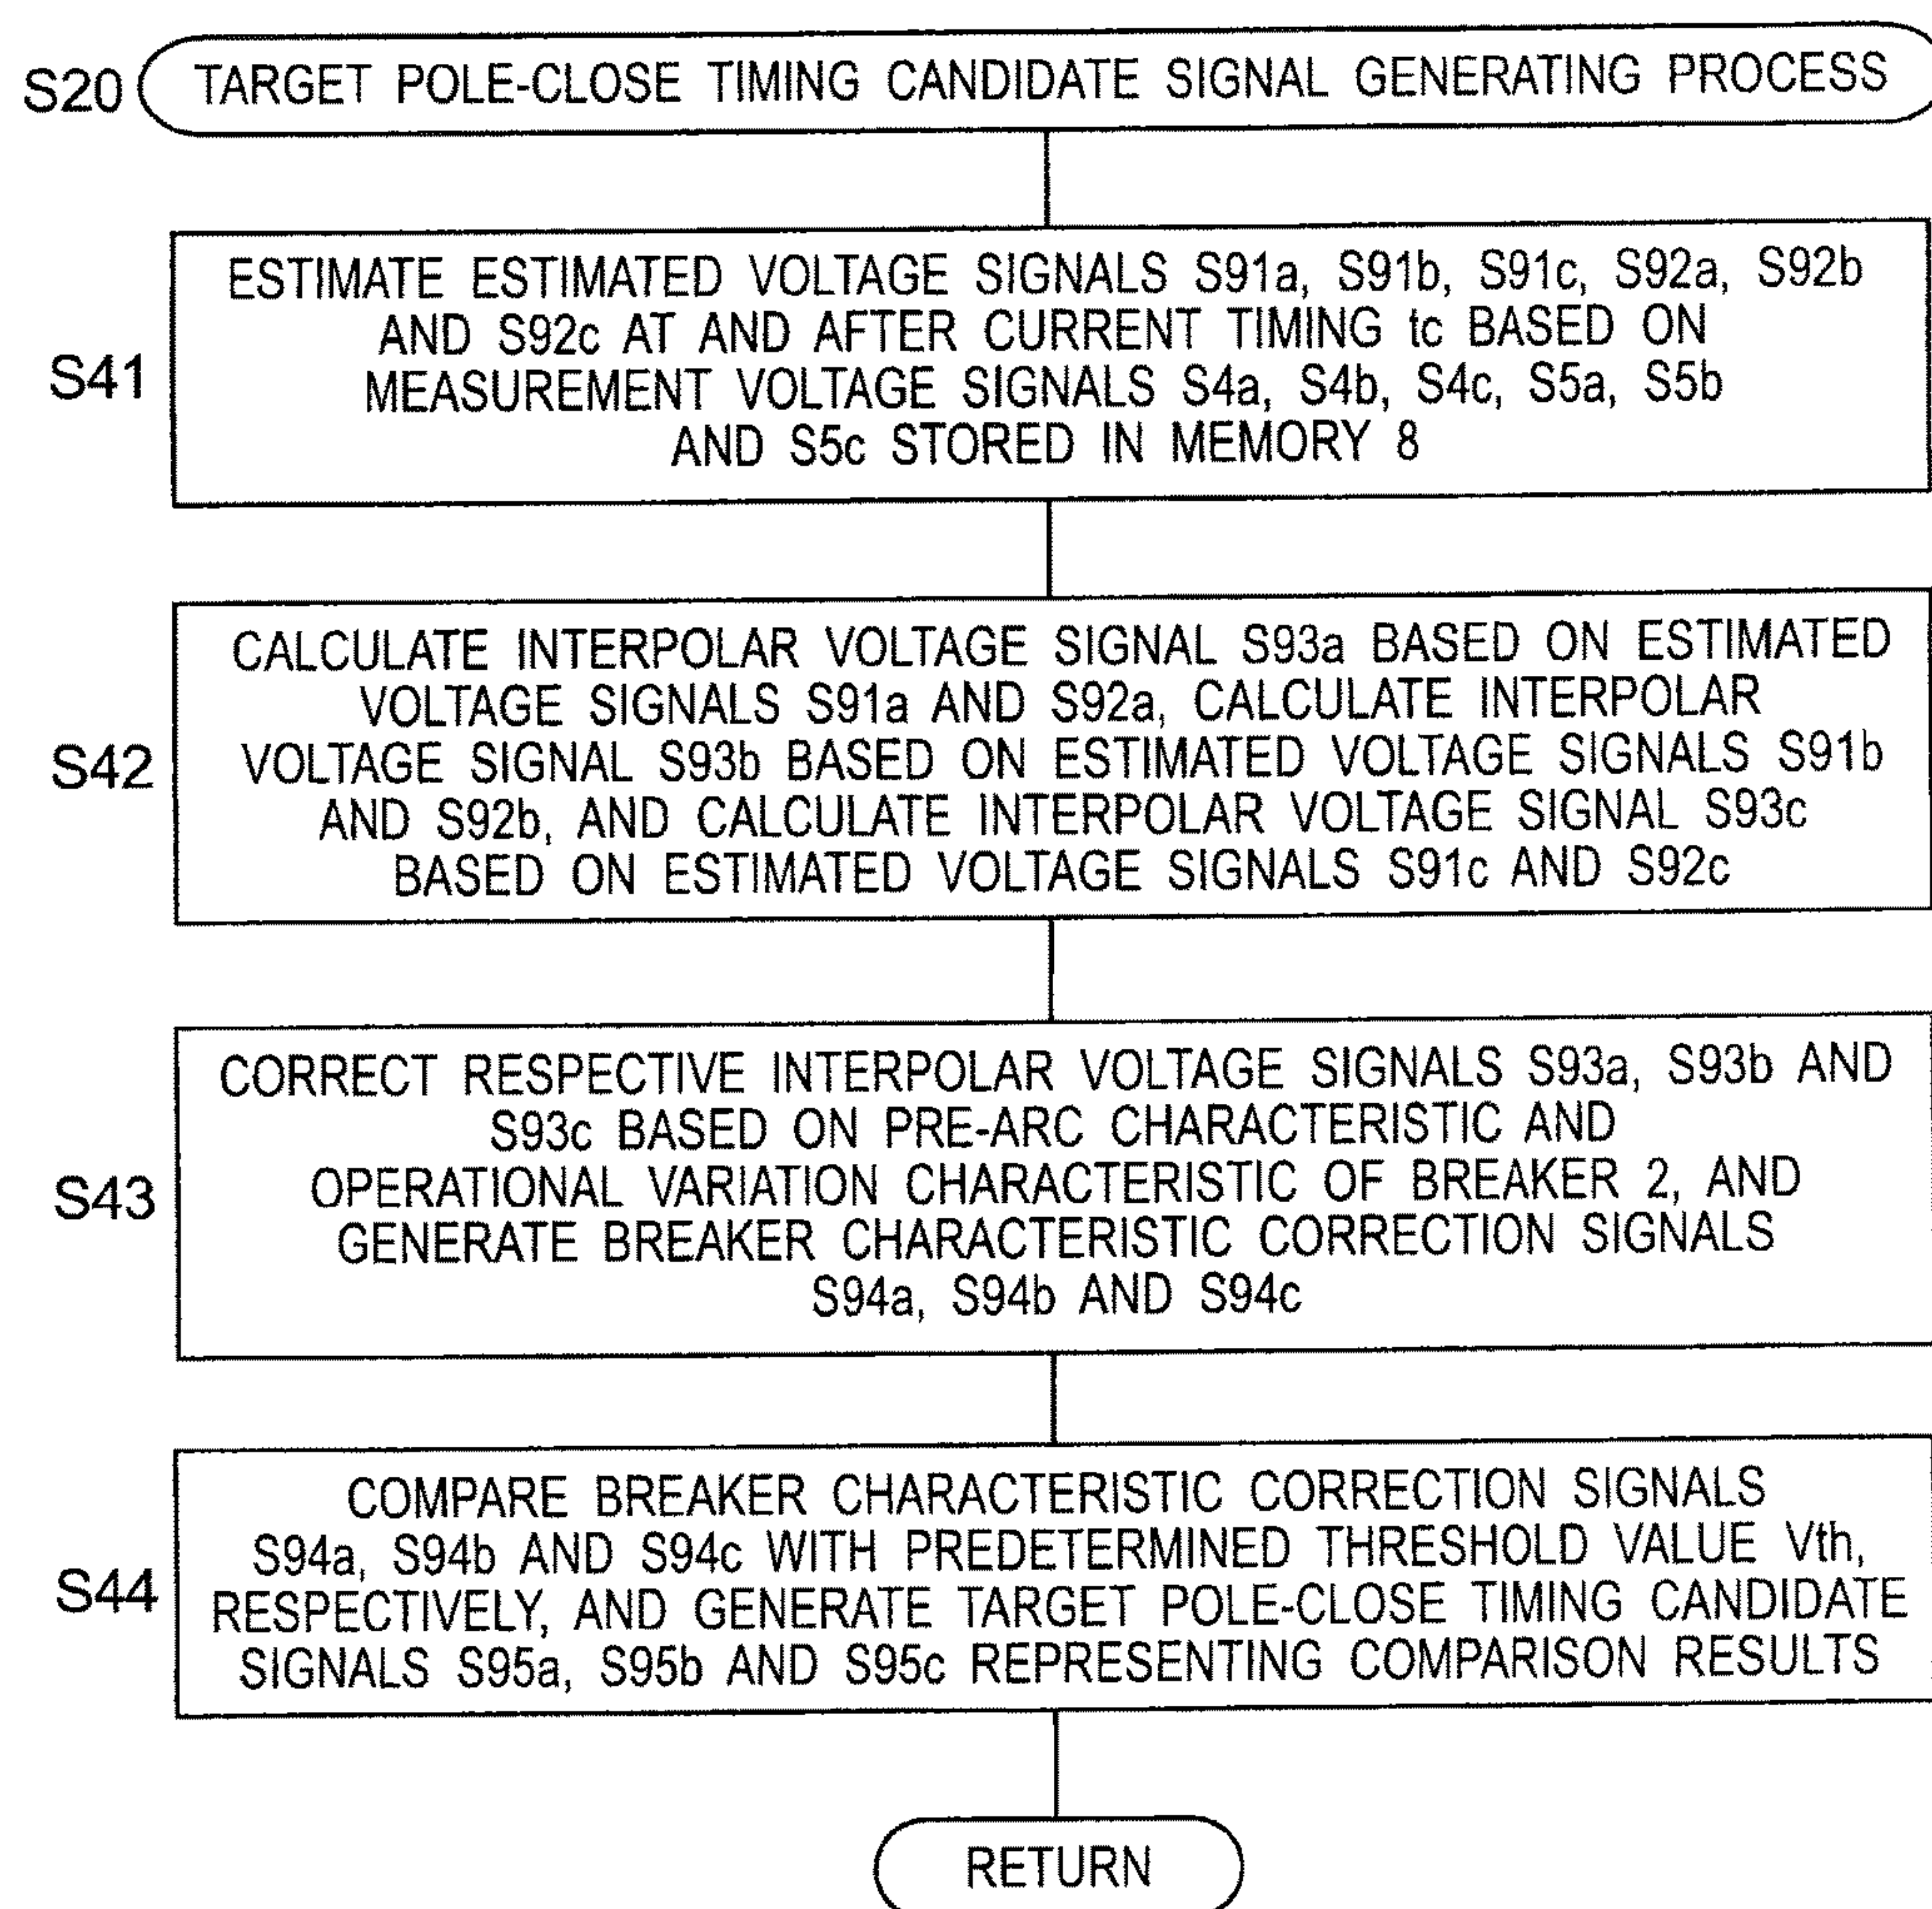 S20 TARGET POLE-CLOSE TIMING CANDIDATE SIGNAL GENERATING PROCESS
S41
ESTIMATE ESTIMATED VOLTAGE SIGNALS S91a, S91b, S91c, S92a, S92b
AND S92c AT AND AFTER CURRENT TIMING tc BASED ON
MEASUREMENT VOLTAGE SIGNALS S4a, S4b, S4c, S5a, S5b
AND S5c STORED IN MEMORY 8
S42
CALCULATE INTERPOLAR VOLTAGE SIGNAL S93a BASED ON ESTIMATED
VOLTAGE SIGNALS S91a AND S92a, CALCULATE INTERPOLAR
VOLTAGE SIGNAL S93b BASED ON ESTIMATED VOLTAGE SIGNALS S91b
AND S92b, AND CALCULATE INTERPOLAR VOLTAGE SIGNAL S93c
BASED ON ESTIMATED VOLTAGE SIGNALS S91c AND S92c
S43
CORRECT RESPECTIVE INTERPOLAR VOLTAGE SIGNALS S93a, S93b AND
S93c BASED ON PRE-ARC CHARACTERISTIC AND
OPERATIONAL VARIATION CHARACTERISTIC OF BREAKER 2, AND
GENERATE BREAKER CHARACTERISTIC CORRECTION SIGNALS
S94a, S94b AND S94c
S44
COMPARE BREAKER CHARACTERISTIC CORRECTION SIGNALS
S94a, S94b AND S94c WITH PREDETERMINED THRESHOLD VALUE Vth,
RESPECTIVELY, AND GENERATE TARGET POLE-CLOSE TIMING CANDIDATE
SIGNALS S95a, S95b AND S95c REPRESENTING COMPARISON RESULTS
RETURN